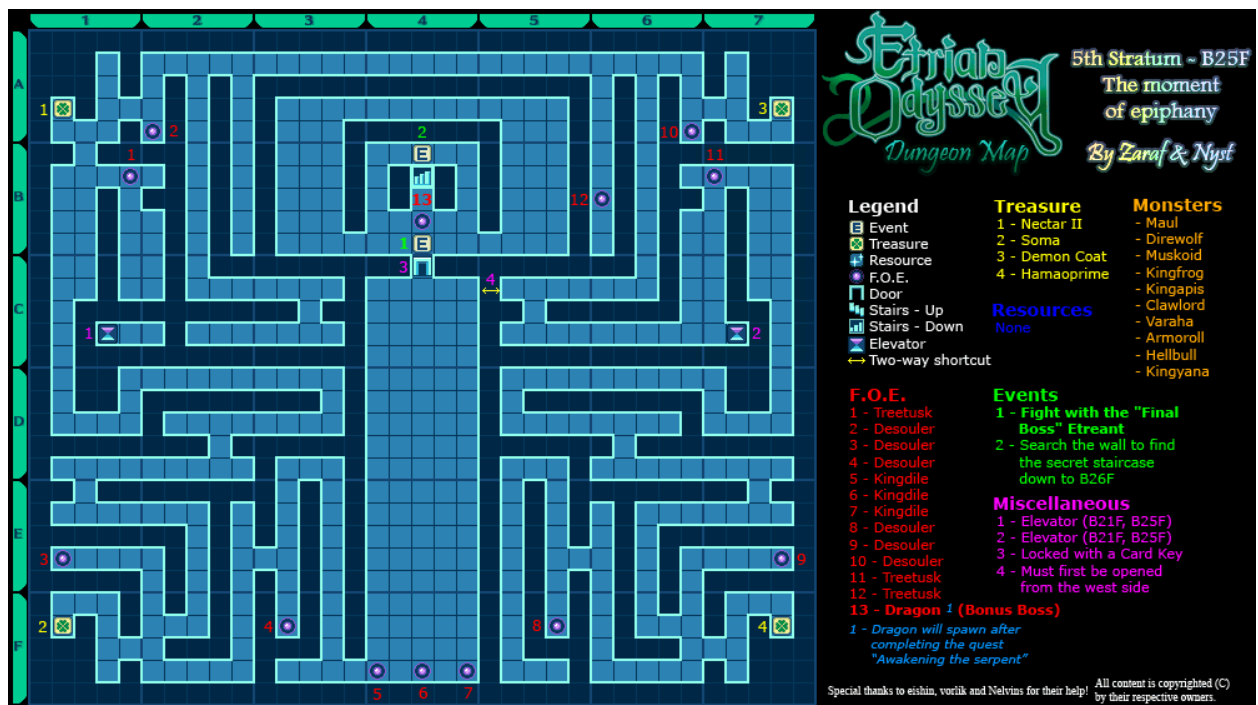 1 2 3 4 5 6 7
A
B
C
D
E
F
1
2
10
3
2
1
11
E
12
13
1 E
3
4
1
2
3
9
2
4
8
4
5
6
7
Etrian Odyssey
Dungeon Map
5th Stratum ~ B25F
The moment
of epiphany
By Zaraf & Nyst
Legend
E Event
Treasure
Resource
F.O.E.
Door
Stairs - Up
Stairs - Down
Elevator
Two-way shortcut
Treasure
1 - Nectar II
2 - Soma
3 - Demon Coat
4 - Hamaoprime
Resources
None
Monsters
- Maul
- Direwolf
- Muskoid
- Kingfrog
- Kingapis
- Clawlord
- Varaha
- Armoroll
- Hellbull
- Kingyana
F.O.E.
1 - Treetusk
2 - Desouler
3 - Desouler
4 - Desouler
5 - Kingdile
6 - Kingdile
7 - Kingdile
8 - Desouler
9 - Desouler
10 - Desouler
11 - Treetusk
12 - Treetusk
13 - Dragon 1 (Bonus Boss)
1 - Dragon will spawn after
completing the quest
"Awakening the serpent"
Events
1 - Fight with the "Final
Boss" Etreant
2 - Search the wall to find
the secret staircase
down to B26F
Miscellaneous
1 - Elevator (B21F, B25F)
2 - Elevator (B21F, B25F)
3 - Locked with a Card Key
4 - Must first be opened
from the west side
Special thanks to eishin, vorlik and Nelvins for their help!
All content is copyrighted (C)
by their respective owners.